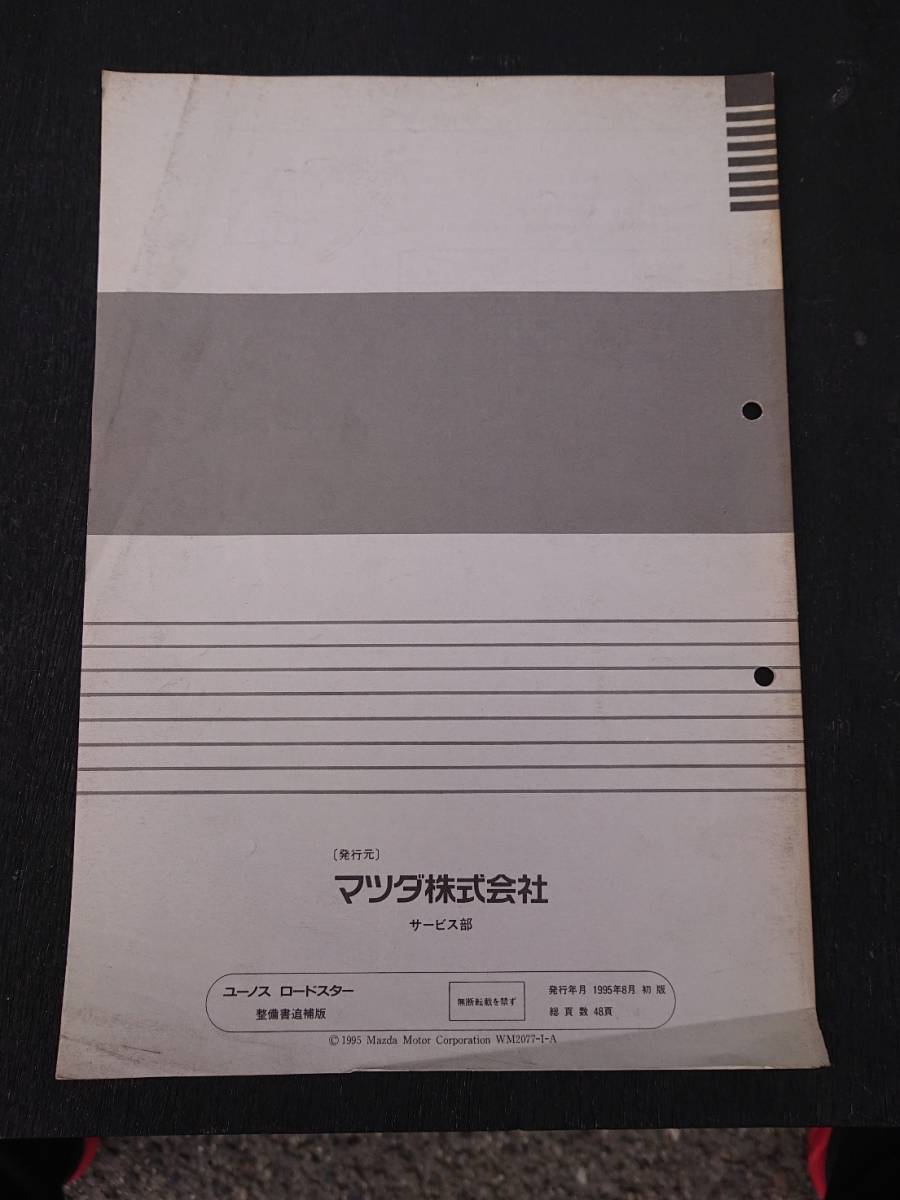 〔発行元〕
マツダ株式会社
サービス部
ユーノス ロードスター
整備書追補版
無断転載を禁ず
発行年月 1995年8月 初版
総頁数 48頁
© 1995 Mazda Motor Corporation WM2077-1-A